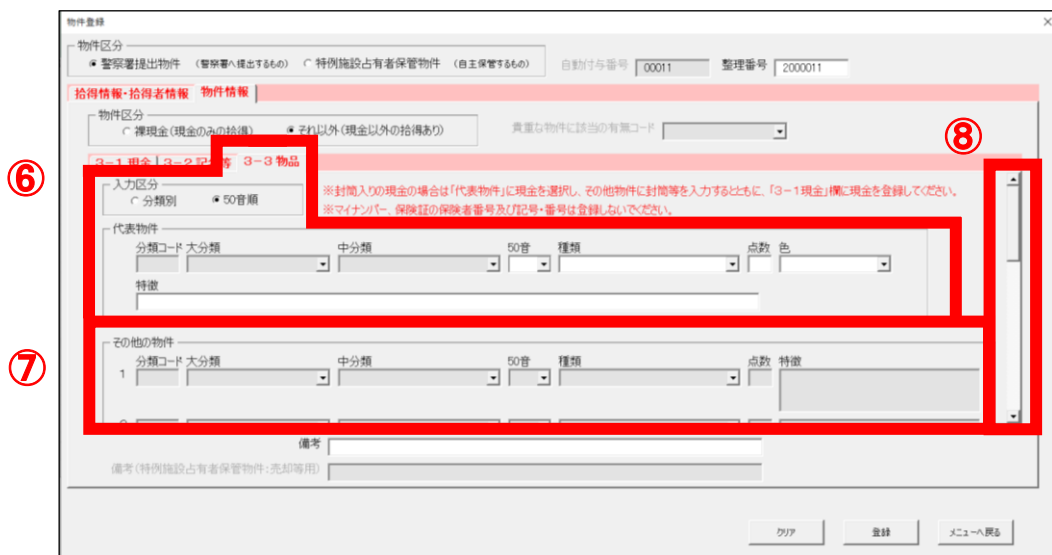 物件登録
物件区分
警察署提出物件 (警察署へ提出するもの) 特例施設占有者保管物件 (自主保管するもの) 自動付与番号 00011 整理番号 2000011
拾得情報・拾得者情報 物件情報
物件区分
裸現金(現金のみの拾得) それ以外(現金以外の拾得あり) 貴重な物件に該当の有無コード
⑧
3-1 現金 3-2 記名等 3-3 物品
⑥
入力区分
分類別 50音順
※封筒入りの現金の場合は「代表物件」に現金を選択し、その他物件に封筒等を入力するとともに、「3-1現金」欄に現金を登録してください。
※マイナンバー、保険証の保険者番号及び記号・番号は登録しないでください。
代表物件
分類コード 大分類 中分類 50音 種類 点数 色
特徴
⑦
その他の物件
分類コード 大分類 中分類 50音 種類 点数 特徴
1
備考
備考(特例施設占有者保管物件:売却等用)
クリア 登録 メニューへ戻る